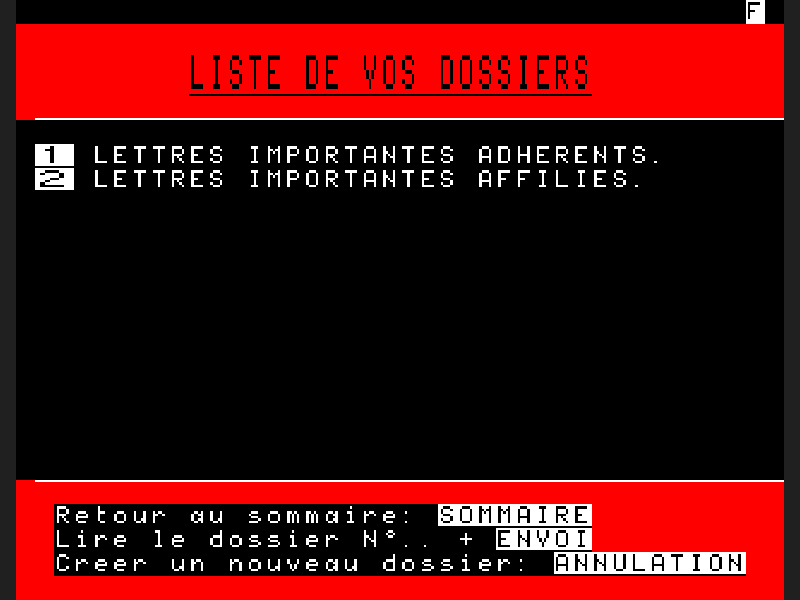 F
LISTE DE VOS DOSSIERS
1 LETTRES IMPORTANTES ADHERENTS.
2 LETTRES IMPORTANTES AFFILIES.
Retour au sommaire: SOMMAIRE
Lire le dossier N°.. + ENVOI
Creer un nouveau dossier: ANNULATION